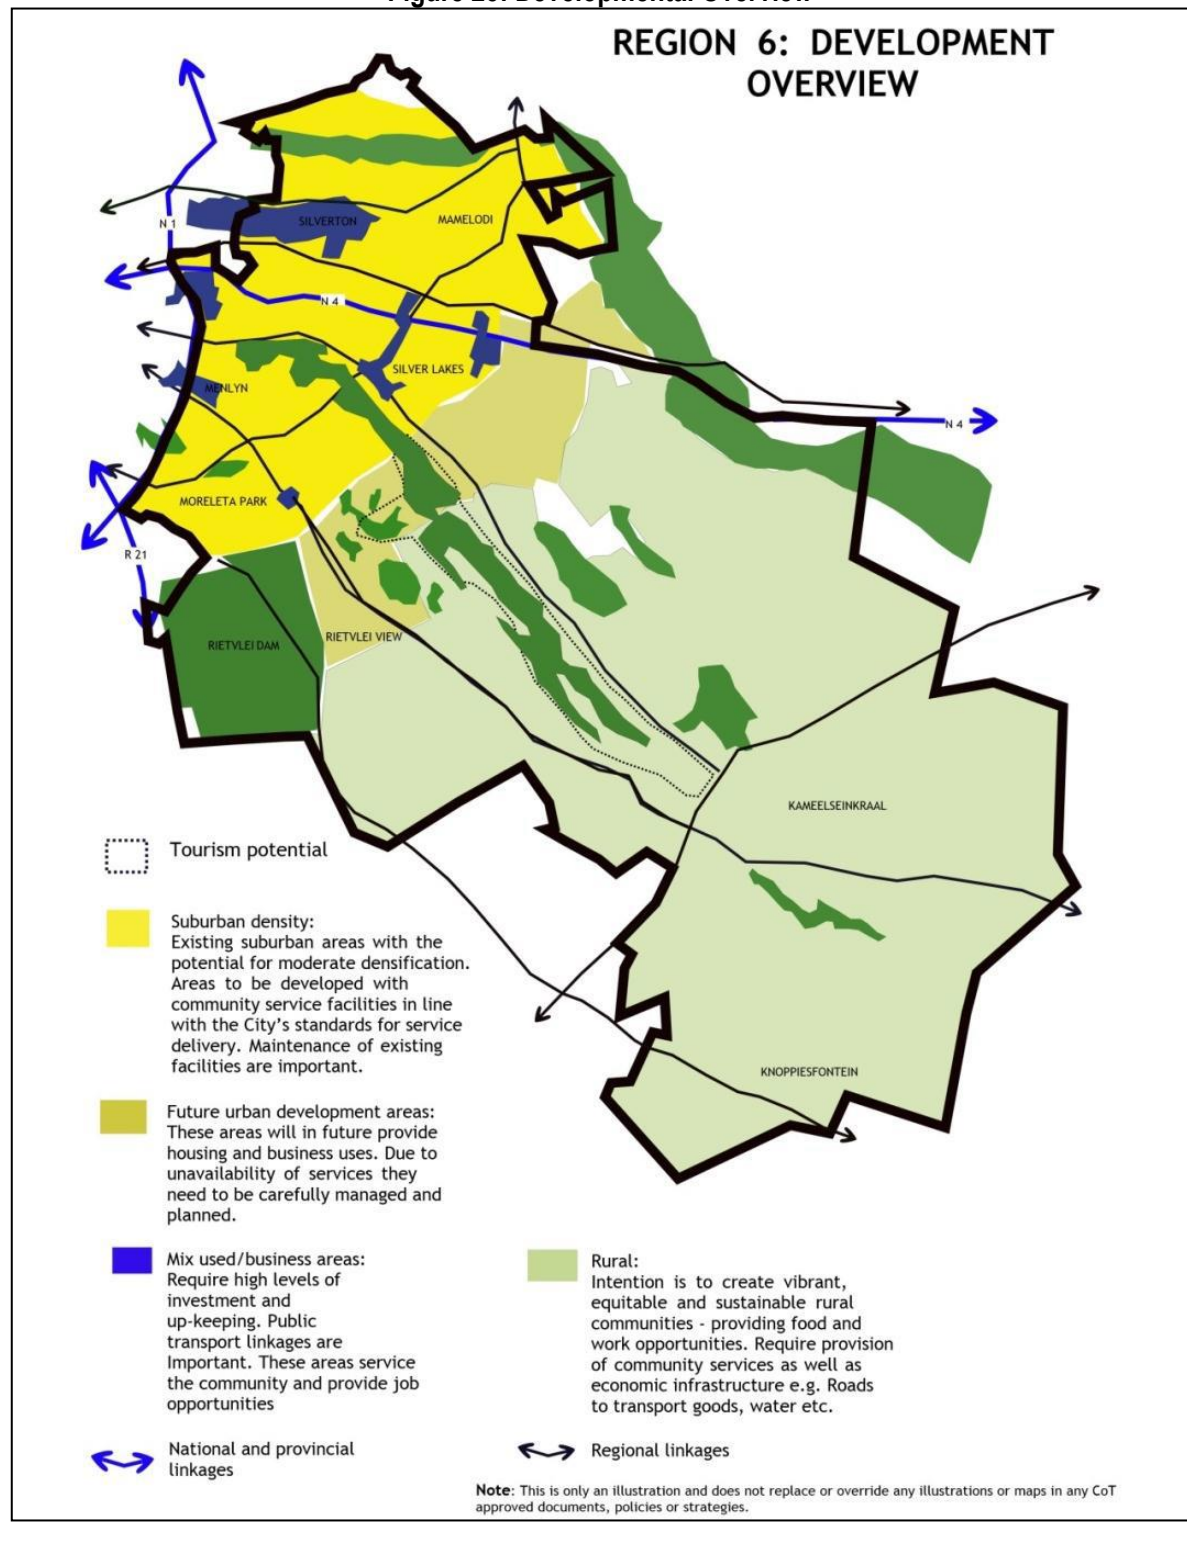 Figure 26: Developmental Overview
REGION 6: DEVELOPMENT
OVERVIEW
N 1
SILVERTON
MAMELODI
N 4
SILVER LAKES
MENLYN
N 4
MORELETA PARK
R 21
RIETVLEI DAM
RIETVLEI VIEW
KAMEELSEINKRAAL
KNOPPIESFONTEIN
Tourism potential
Suburban density:
Existing suburban areas with the
potential for moderate densification.
Areas to be developed with
community service facilities in line
with the City's standards for service
delivery. Maintenance of existing
facilities are important.
Future urban development areas:
These areas will in future provide
housing and business uses. Due to
unavailability of services they
need to be carefully managed and
planned.
Mix used/business areas:
Require high levels of
investment and
up-keeping. Public
transport linkages are
Important. These areas service
the community and provide job
opportunities
National and provincial
linkages
Rural:
Intention is to create vibrant,
equitable and sustainable rural
communities - providing food and
work opportunities. Require provision
of community services as well as
economic infrastructure e.g. Roads
to transport goods, water etc.
Regional linkages
Note: This is only an illustration and does not replace or override any illustrations or maps in any CoT
approved documents, policies or strategies.